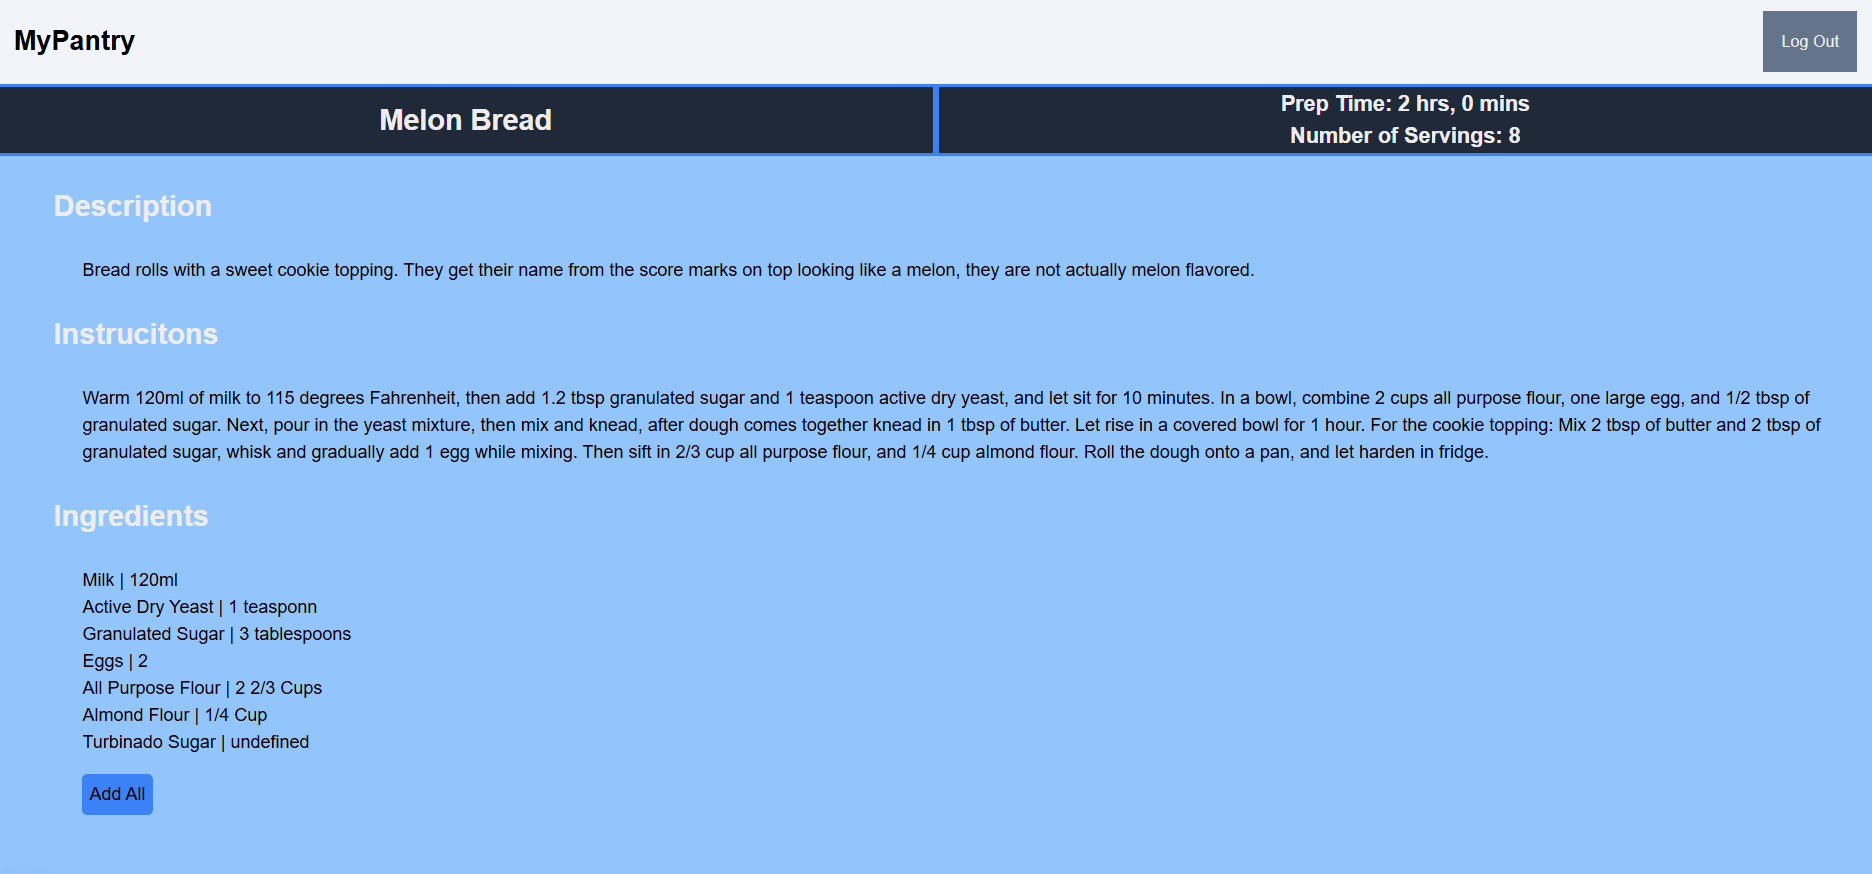 MyPantry
Log Out
Melon Bread
Prep Time: 2 hrs, 0 mins
Number of Servings: 8
Description
Bread rolls with a sweet cookie topping. They get their name from the score marks on top looking like a melon, they are not actually melon flavored.
Instrucitons
Warm 120ml of milk to 115 degrees Fahrenheit, then add 1.2 tbsp granulated sugar and 1 teaspoon active dry yeast, and let sit for 10 minutes. In a bowl, combine 2 cups all purpose flour, one large egg, and 1/2 tbsp of
granulated sugar. Next, pour in the yeast mixture, then mix and knead, after dough comes together knead in 1 tbsp of butter. Let rise in a covered bowl for 1 hour. For the cookie topping: Mix 2 tbsp of butter and 2 tbsp of
granulated sugar, whisk and gradually add 1 egg while mixing. Then sift in 2/3 cup all purpose flour, and 1/4 cup almond flour. Roll the dough onto a pan, and let harden in fridge.
Ingredients
Milk | 120ml
Active Dry Yeast | 1 teasponn
Granulated Sugar | 3 tablespoons
Eggs | 2
All Purpose Flour | 2 2/3 Cups
Almond Flour | 1/4 Cup
Turbinado Sugar | undefined
Add All